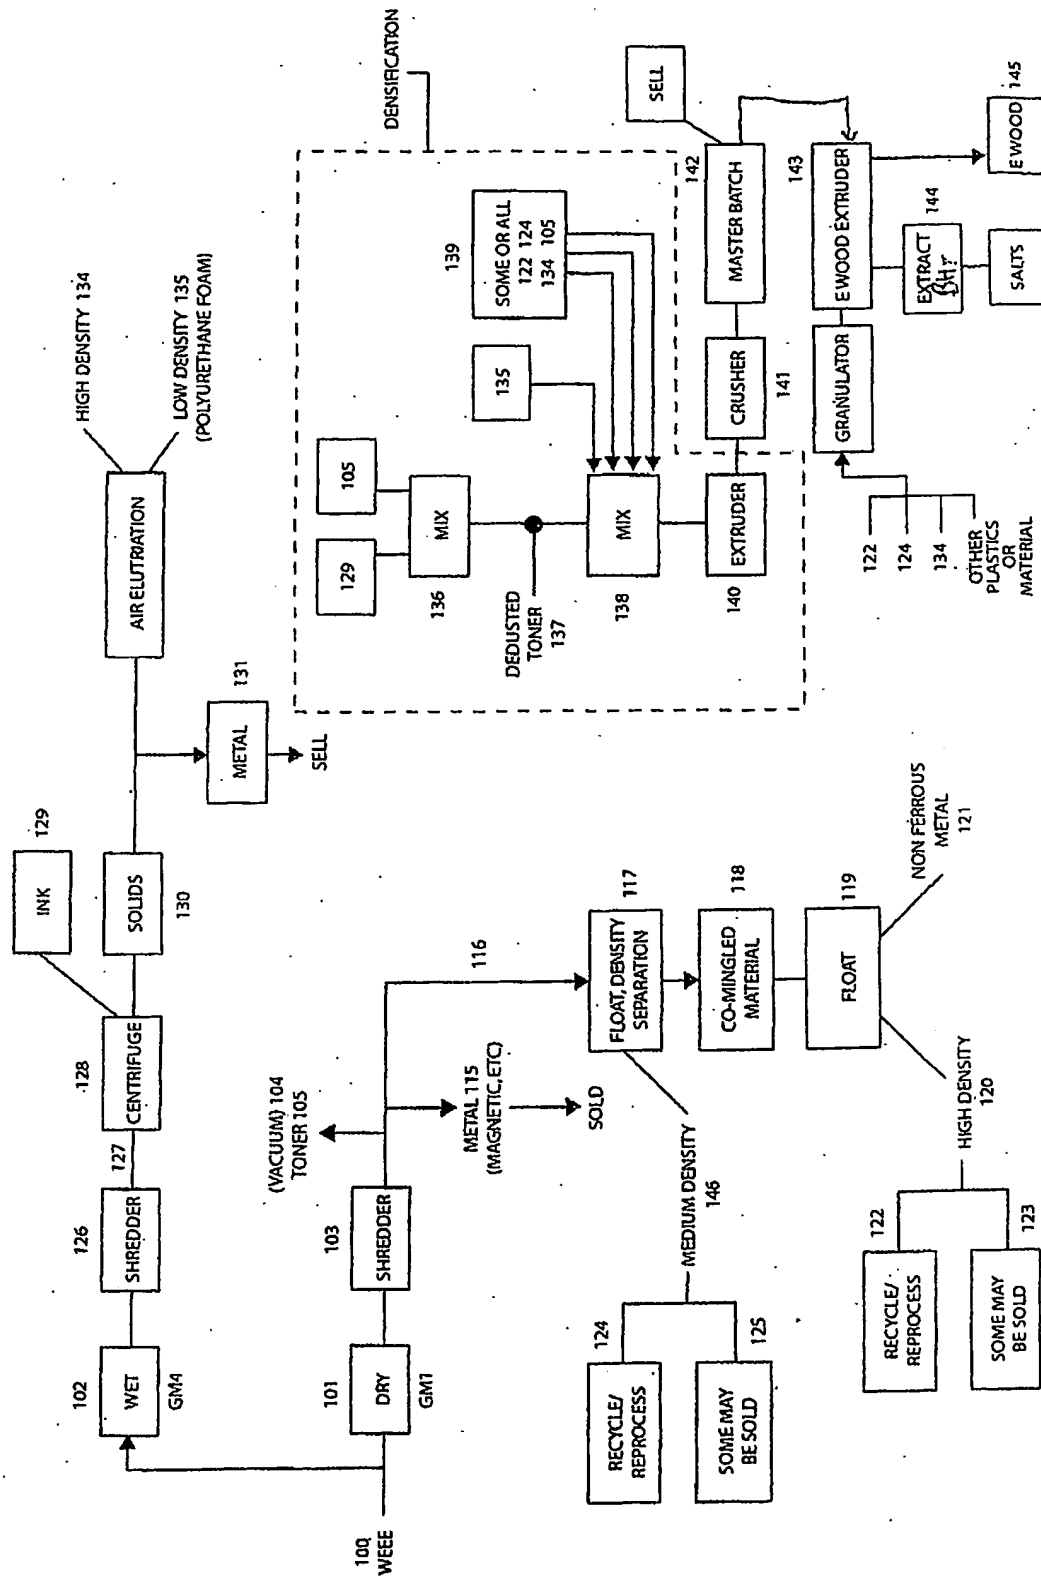 100
WEEE
102
WET
GM4
126
SHREDDER
127
128
CENTRIFUGE
INK
129
SOLIDS
130
METAL
131
SELL
AIR ELUTRIATION
HIGH DENSITY 134
LOW DENSITY 135
(POLYURETHANE FOAM)
101
DRY
GM1
103
SHREDDER
(VACUUM) 104
TONER 105
METAL 115
(MAGNETIC, ETC)
SOLD
116
FLOAT, DENSITY
SEPARATION
117
CO-MINGLED
MATERIAL
118
FLOAT
119
NON FERROUS
METAL
121
HIGH DENSITY
120
122
RECYCLE/
REPROCESS
SOME MAY
BE SOLD
123
MEDIUM DENSITY
146
124
RECYCLE/
REPROCESS
125
SOME MAY
BE SOLD
DENSIFICATION
129
105
MIX
136
DEDUSTED
TONER
137
135
139
SOME OR ALL
122 124
134 105
MIX
138
EXTRUDER
140
CRUSHER
141
MASTER BATCH
142
SELL
122
124
134
OTHER
PLASTICS
OR
MATERIAL
GRANULATOR
EWOOD EXTRUDER
143
EXTRACT
144
SALTS
EWOOD
145